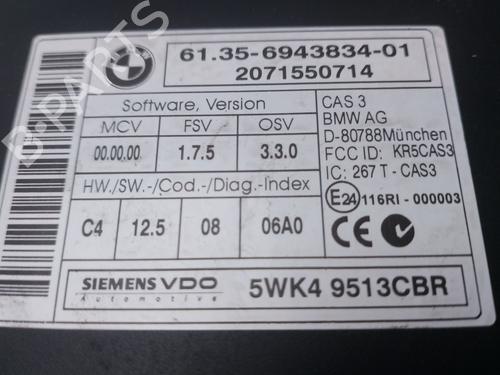 BMW
61.35-6943834-01
2071550714
Software, Version
MCV FSV OSV
00.00.00 1.7.5 3.3.0
HW./SW.-/Cod.-/Diag.-Index
C4 12.5 08 06A0
CAS 3
BMW AG
D-80788München
FCC ID: KR5CAS3
IC: 267 T - CAS3
E24 116RI - 000003
CE
N
SIEMENS VDO
Automotive
5WK4 9513CBR
B-PARTS